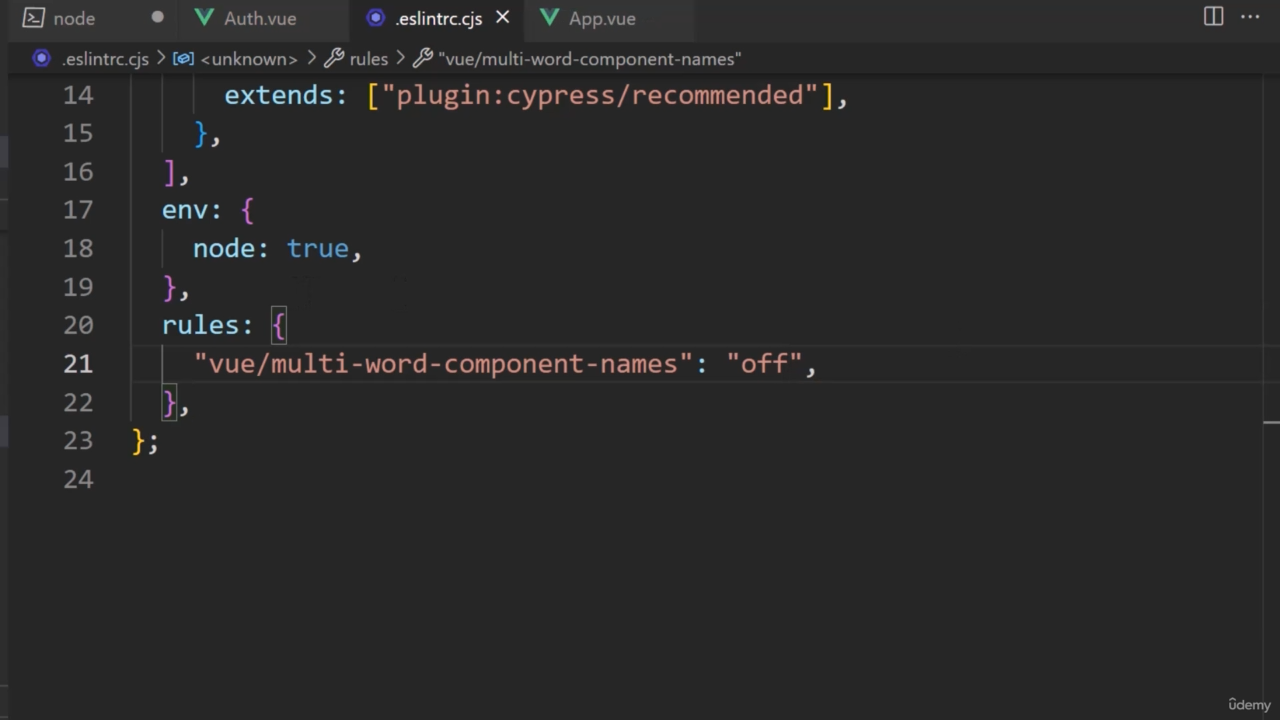 node Auth.vue .eslintrc.cjs App.vue
.eslintrc.cjs <unknown> rules "vue/multi-word-component-names"
14 extends: ["plugin:cypress/recommended"],
15 },
16 ],
17 env: {
18 node: true,
19 },
20 rules: {
21 "vue/multi-word-component-names": "off",
22 },
23 };
24
ûdemy